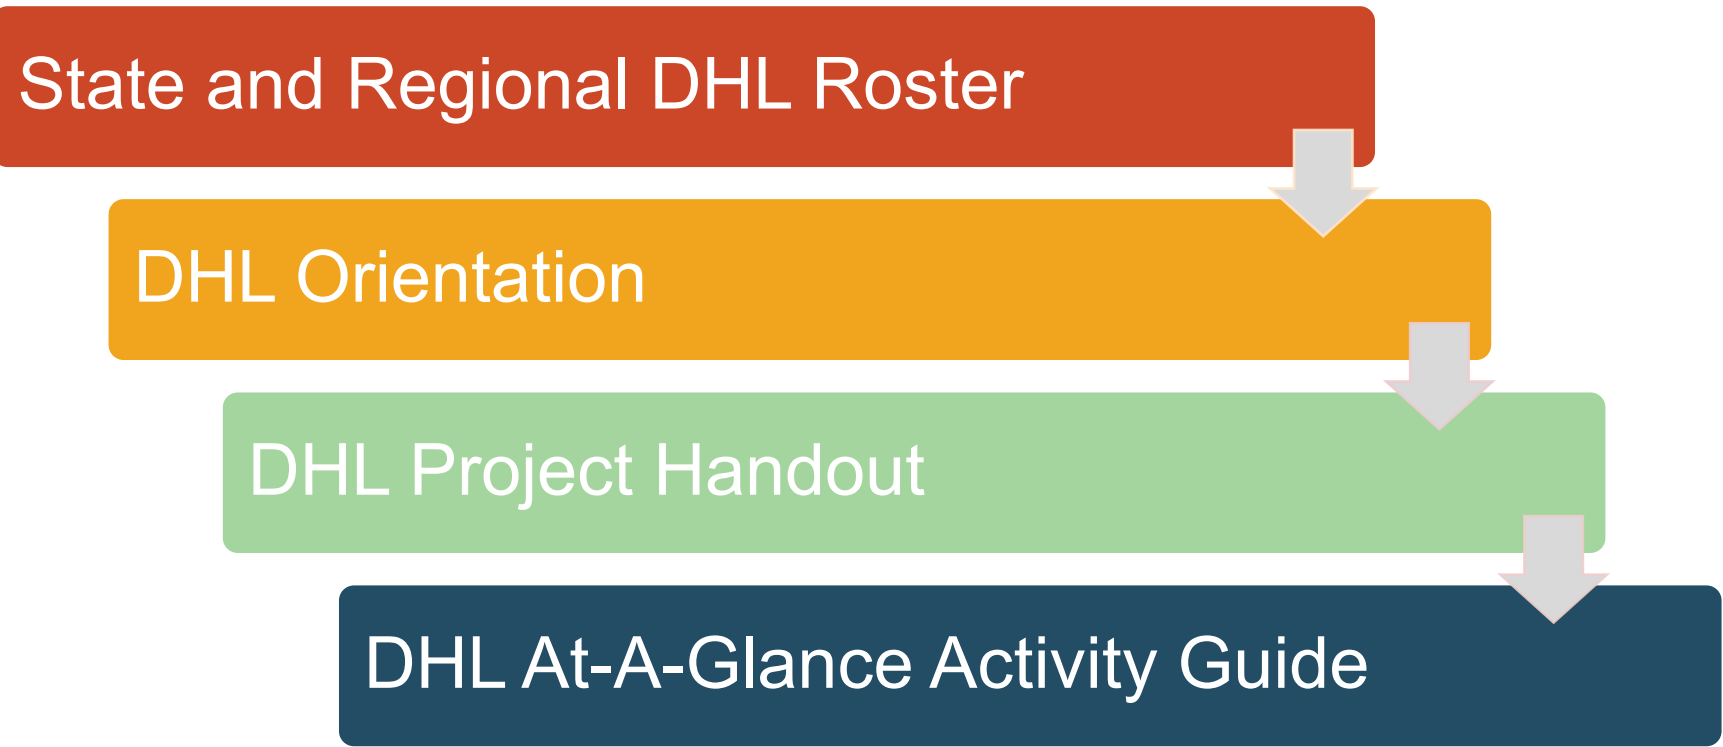 State and Regional DHL Roster
DHL Orientation
DHL Project Handout
DHL At-A-Glance Activity Guide